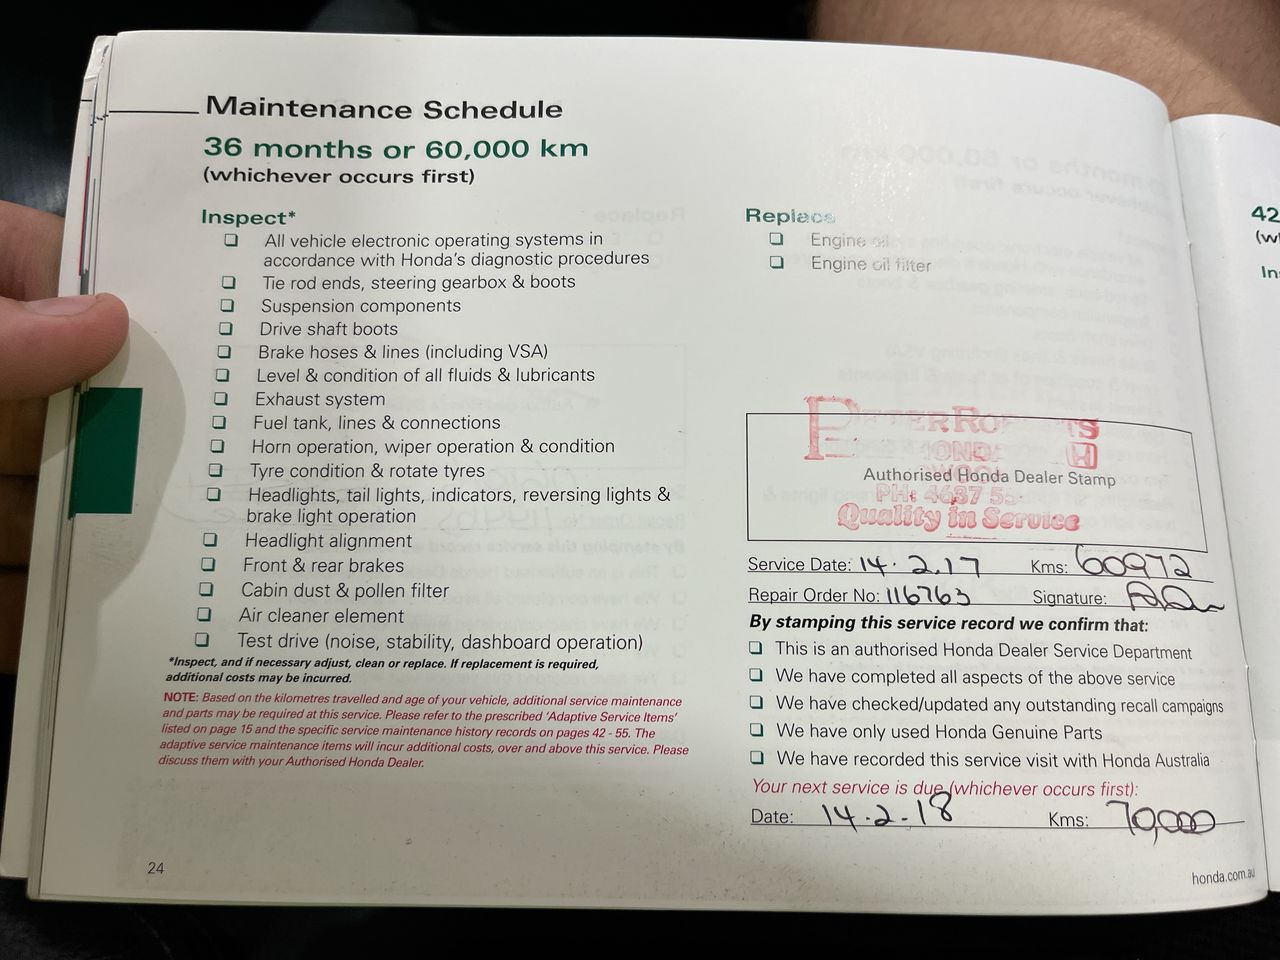 Maintenance Schedule
36 months or 60,000 km
(whichever occurs first)
Inspect*
All vehicle electronic operating systems in
accordance with Honda's diagnostic procedures
Tie rod ends, steering gearbox & boots
Suspension components
Drive shaft boots
Brake hoses & lines (including VSA)
Level & condition of all fluids & lubricants
Exhaust system
Fuel tank, lines & connections
Horn operation, wiper operation & condition
Tyre condition & rotate tyres
Headlights, tail lights, indicators, reversing lights &
brake light operation
Headlight alignment
Front & rear brakes
Cabin dust & pollen filter
Air cleaner element
Test drive (noise, stability, dashboard operation)
*Inspect, and if necessary adjust, clean or replace. If replacement is required,
additional costs may be incurred.
NOTE: Based on the kilometres travelled and age of your vehicle, additional service maintenance
and parts may be required at this service. Please refer to the prescribed 'Adaptive Service Items'
listed on page 15 and the specific service maintenance history records on pages 42 - 55. The
adaptive service maintenance items will incur additional costs, over and above this service. Please
discuss them with your Authorised Honda Dealer.
24
Replace
Engine oil
Engine oil filter
Authorised Honda Dealer Stamp
PH: 4637
Quality in Service
Service Date: 14.2.17 Kms: 60972
Repair Order No: 116763 Signature:
By stamping this service record we confirm that:
This is an authorised Honda Dealer Service Department
We have completed all aspects of the above service
We have checked/updated any outstanding recall campaigns
We have only used Honda Genuine Parts
We have recorded this service visit with Honda Australia
Your next service is due (whichever occurs first):
Date: 14.2.18 Kms: 70,000
honda.com.au
42